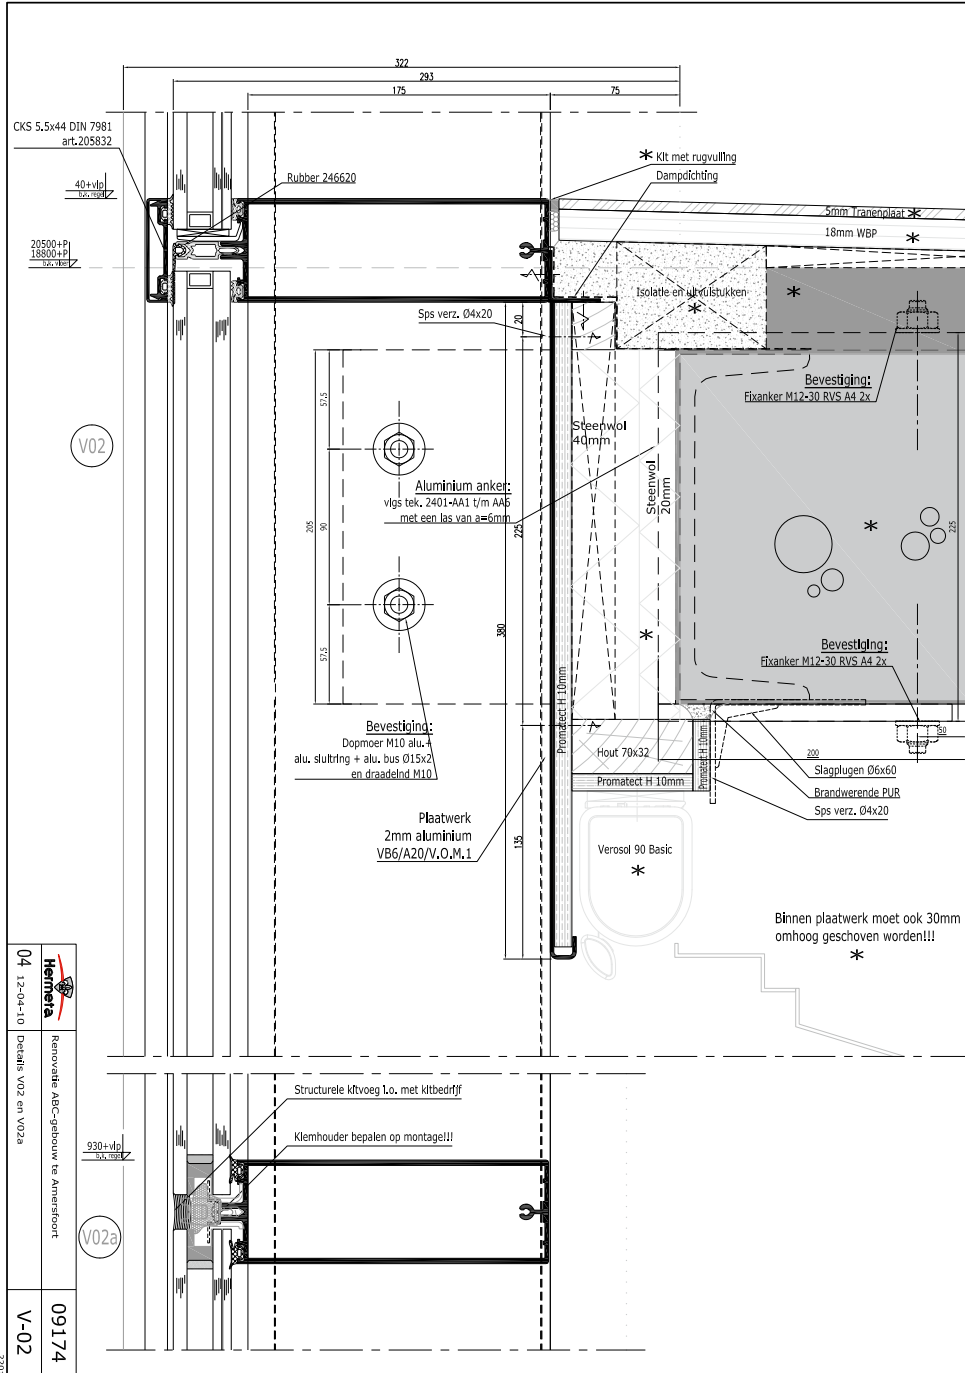 322
293
175
75
CKS 5.5x44 DIN 7981
art.205832
40+vlp
b.k. regel
Rubber 246620
* Kit met rugvulling
Dampdichting
5mm Tranenplaat *
18mm WBP *
20500+P
18800+P
b.k. vloer
Isolatie en uitvulstukken
*
*
Sps verz. Ø4x20
20
Bevestiging:
Fixanker M12-30 RVS A4 2x
57.5
V02
Steenwol
40mm
Steenwol
20mm
Aluminium anker:
vlgs tek. 2401-AA1 t/m AA6
met een las van a=6mm
205
90
225
*
225
380
*
Bevestiging:
Fixanker M12-30 RVS A4 2x
57.5
Promatect H 10mm
Bevestiging:
Dopmoer M10 alu.+
alu. sluitring + alu. bus Ø15x2
en draadeind M10
Hout 70x32
Promatect H 10mm
Promatect H 10mm
50
200
Slagpluggen Ø6x60
Brandwerende PUR
Sps verz. Ø4x20
Plaatwerk
2mm aluminium
VB6/A20/V.O.M.1
135
Verosol 90 Basic
*
Binnen plaatwerk moet ook 30mm
omhoog geschoven worden!!!
*
Structurele kitvoeg i.o. met kitbedrijf
Klemhouder bepalen op montage!!!
930+vlp
b.k. regel
V02a
Hermeta
Renovatie ABC-gebouw te Amersfoort
09174
04 12-04-10 Details V02 en V02a
V-02